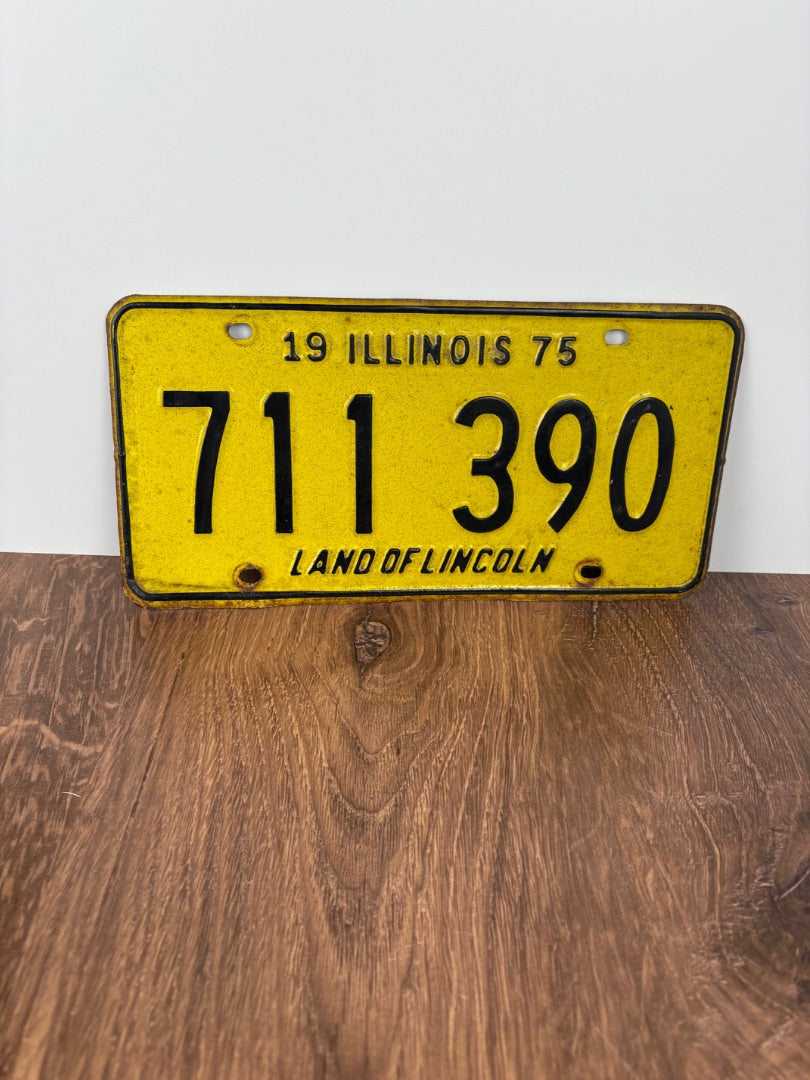 19 ILLINOIS 75
711 390
LAND OF LINCOLN